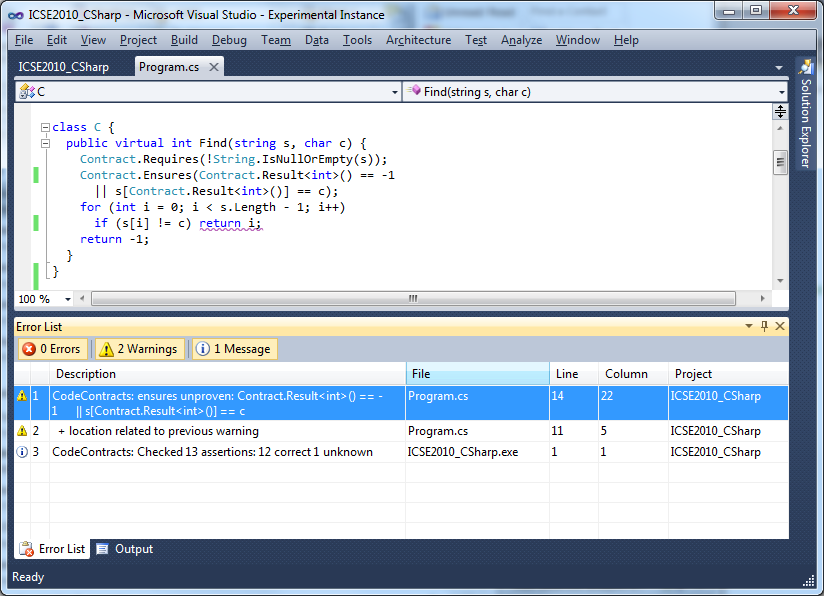 ICSE2010_CSharp - Microsoft Visual Studio - Experimental Instance
File Edit View Project Build Debug Team Data Tools Architecture Test Analyze Window Help
ICSE2010_CSharp Program.cs
C Find(string s, char c)
Solution Explorer
class C {
public virtual int Find(string s, char c) {
Contract.Requires(!String.IsNullOrEmpty(s));
Contract.Ensures(Contract.Result<int>() == -1
|| s[Contract.Result<int>()] == c);
for (int i = 0; i < s.Length - 1; i++)
if (s[i] != c) return i;
return -1;
}
}
100 %
Error List
0 Errors 2 Warnings 1 Message
Description File Line Column Project
1 CodeContracts: ensures unproven: Contract.Result<int>() == - Program.cs 14 22 ICSE2010_CSharp
1 || s[Contract.Result<int>()] == c
2 + location related to previous warning Program.cs 11 5 ICSE2010_CSharp
3 CodeContracts: Checked 13 assertions: 12 correct 1 unknown ICSE2010_CSharp.exe 1 1 ICSE2010_CSharp
Error List Output
Ready